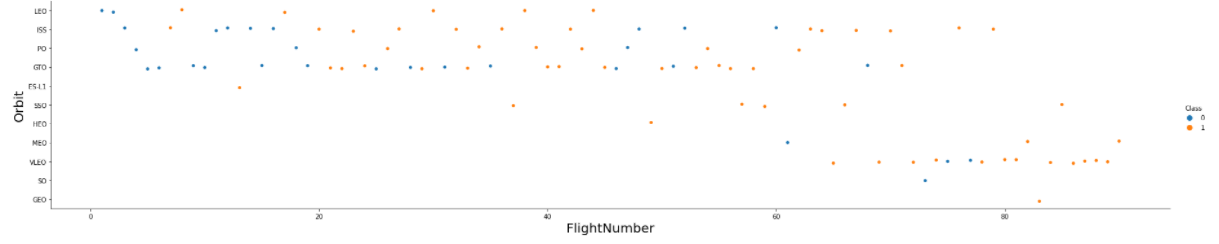 LEO
ISS
PO
GTO
ES-L1
SSO
HEO
MEO
VLEO
SO
GEO
Orbit
0
20
40
60
80
FlightNumber
Class
0
1